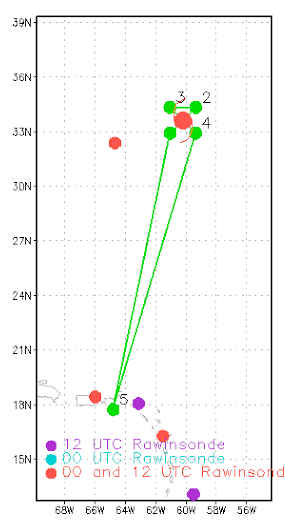 39N
36N
3 2
33N
4
30N
27N
24N
21N
18N
5
15N
12 UTC Rawinsonde
00 UTC Rawinsonde
00 and 12 UTC Rawinsond
68W 66W 64W 62W 60W 58W 56W